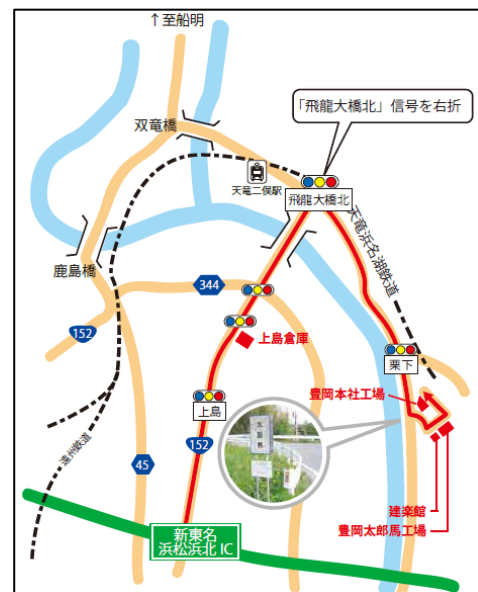 ↑至船明
「飛龍大橋北」信号を右折
双竜橋
天竜二俣駅
飛龍大橋北
天竜浜名湖鉄道
鹿島橋
344
152
上島倉庫
栗下
豊岡本社工場
上島
152
45
建楽館
豊岡太郎馬工場
新東名
浜松浜北 IC